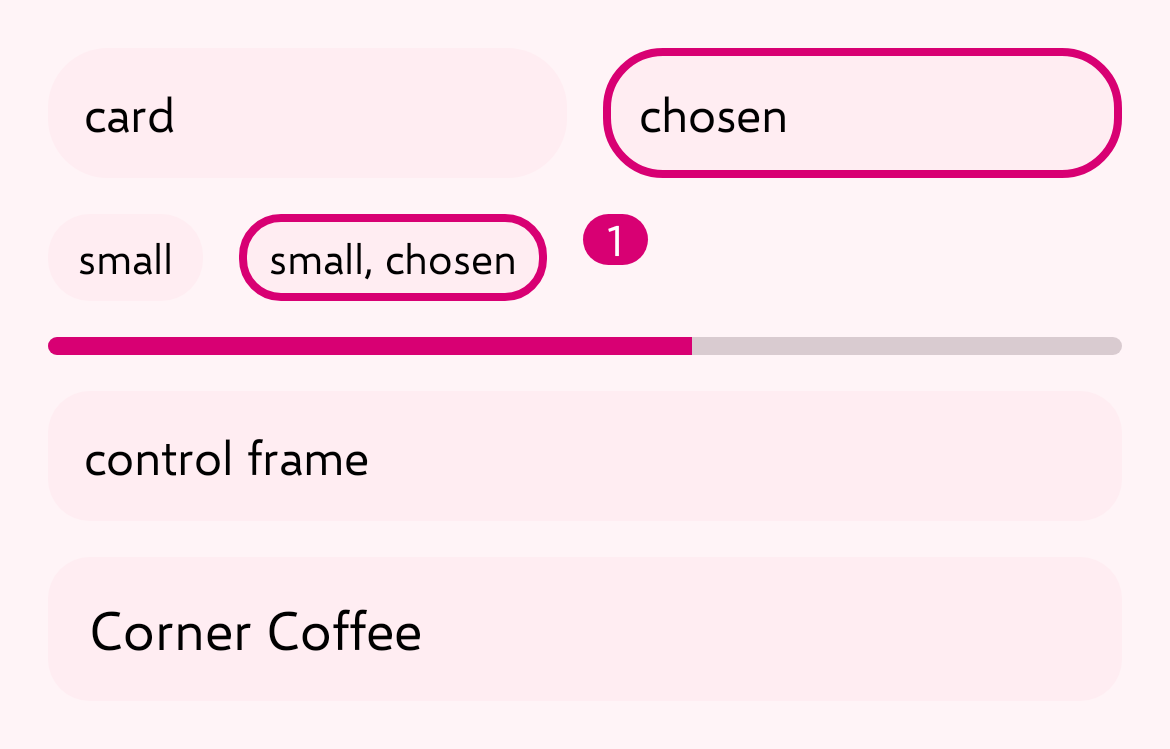 card
chosen
small
small, chosen
1
control frame
Corner Coffee